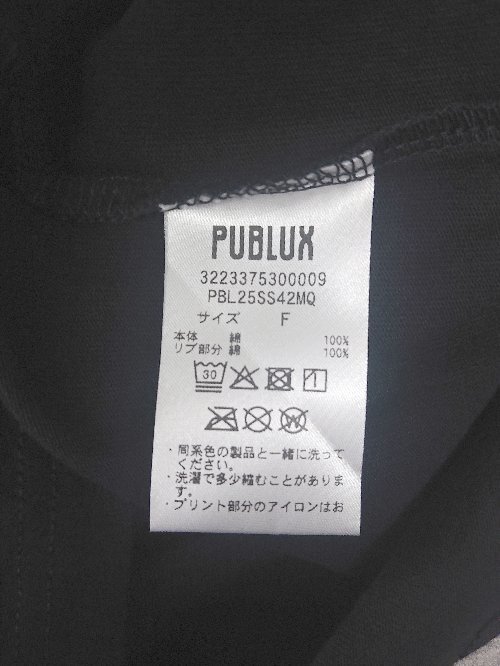 PUBLUX
3223375300009
PBL25SS42MQ
サイズ F
本体 綿 100%
リブ部分 綿 100%
30
・同系色の製品と一緒に洗って
ください。
・洗濯で多少縮むことがありま
す。
・プリント部分のアイロンはお